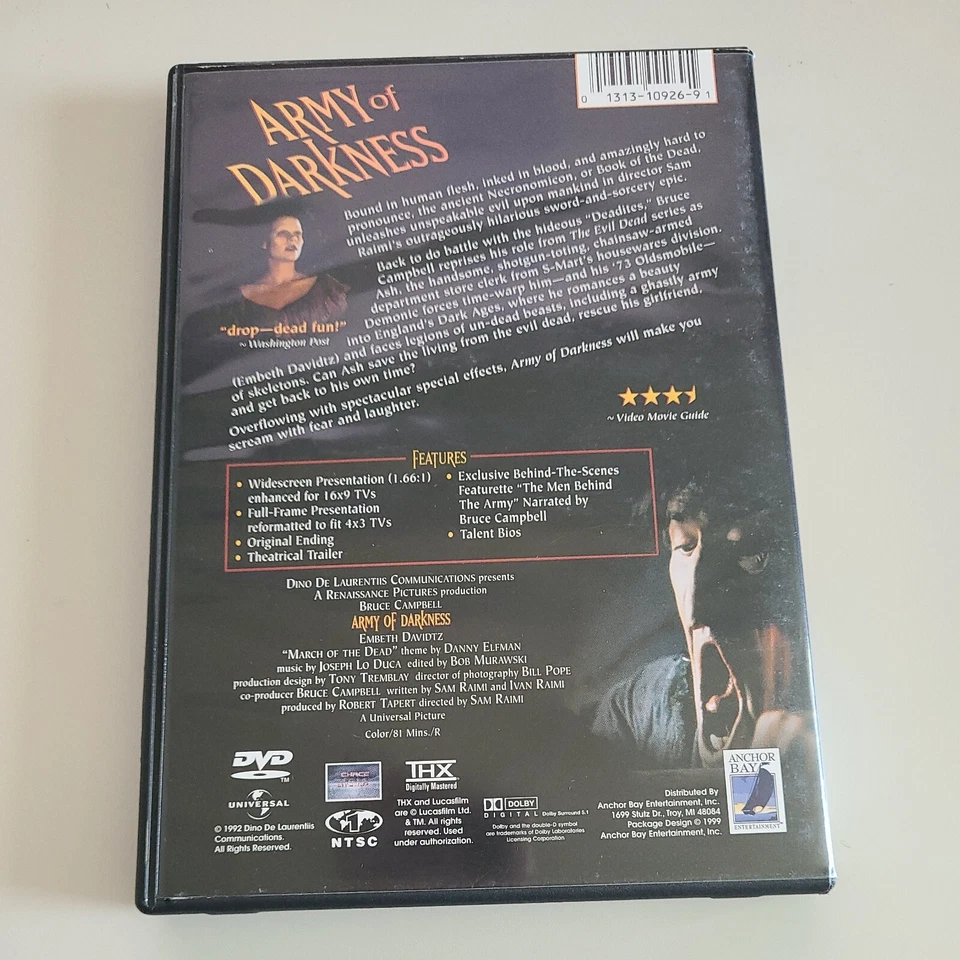 0 1313-10926-9 1
ARMY of
DARKNESS
Bound in human flesh, inked in blood, and amazingly hard to
pronounce, the ancient Necronomicon, or Book of the Dead,
unleashes unspeakable evil upon mankind in director Sam
Raimi's outrageously hilarious sword-and-sorcery epic.
Back to do battle with the hideous "Deadites," Bruce
Campbell reprises his role from The Evil Dead series as
Ash, the handsome, shotgun-toting, chainsaw-armed
department store clerk from S-Mart's housewares division.
Demonic forces time-warp him—and his '73 Oldsmobile—
into England's Dark Ages, where he romances a beauty
(Embeth Davidtz) and faces legions of un-dead beasts, including a ghastly army
of skeletons. Can Ash save the living from the evil dead, rescue his girlfriend,
and get back to his own time?
Overflowing with spectacular special effects, Army of Darkness will make you
scream with fear and laughter.
"drop—dead fun!"
~ Washington Post
~ Video Movie Guide
FEATURES
• Widescreen Presentation (1.66:1)
enhanced for 16x9 TVs
• Full-Frame Presentation
reformatted to fit 4x3 TVs
• Original Ending
• Theatrical Trailer
• Exclusive Behind-The-Scenes
Featurette "The Men Behind
The Army" Narrated by
Bruce Campbell
• Talent Bios
DINO DE LAURENTIIS COMMUNICATIONS presents
A RENAISSANCE PICTURES production
BRUCE CAMPBELL
ARMY OF DARKNESS
EMBETH DAVIDTZ
"MARCH OF THE DEAD" theme by DANNY ELFMAN
music by JOSEPH LO DUCA edited by BOB MURAWSKI
production design by TONY TREMBLAY director of photography BILL POPE
co-producer BRUCE CAMPBELL written by SAM RAIMI and IVAN RAIMI
produced by ROBERT TAPERT directed by SAM RAIMI
A Universal Picture
Color/81 Mins./R
DVD
TM
UNIVERSAL
© 1992 Dino De Laurentiis
Communications.
All Rights Reserved.
CHACE
NTSC
THX
Digitally Mastered
THX and Lucasfilm
are © Lucasfilm Ltd.
& TM. All rights
reserved. Used
under authorization.
DOLBY
DIGITAL Dolby Surround 5.1
Dolby and the double-D symbol
are trademarks of Dolby Laboratories
Licensing Corporation
Distributed By
Anchor Bay Entertainment, Inc.
1699 Stutz Dr., Troy, MI 48084
Package Design © 1999
Anchor Bay Entertainment, Inc.
ANCHOR
BAY
ENTERTAINMENT